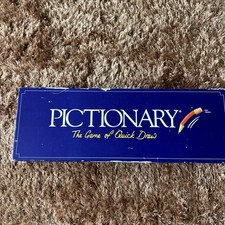 PICTIONARY®
The Game of Quick Draw